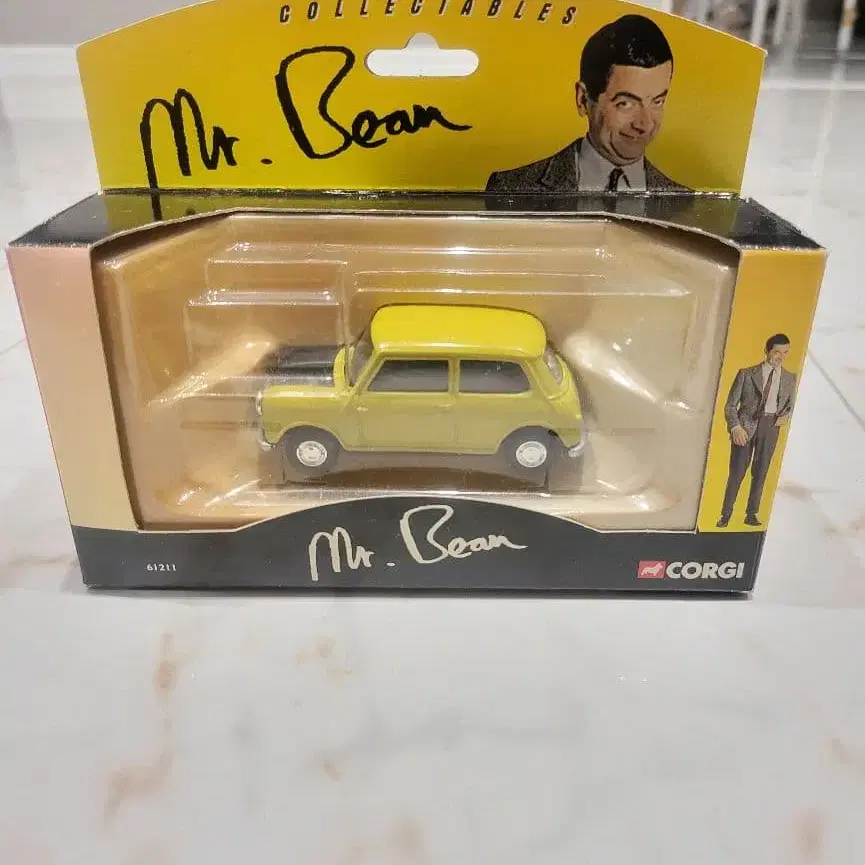 COLLECTABLES
Mr. Bean
Mr. Bean
61211
CORGI